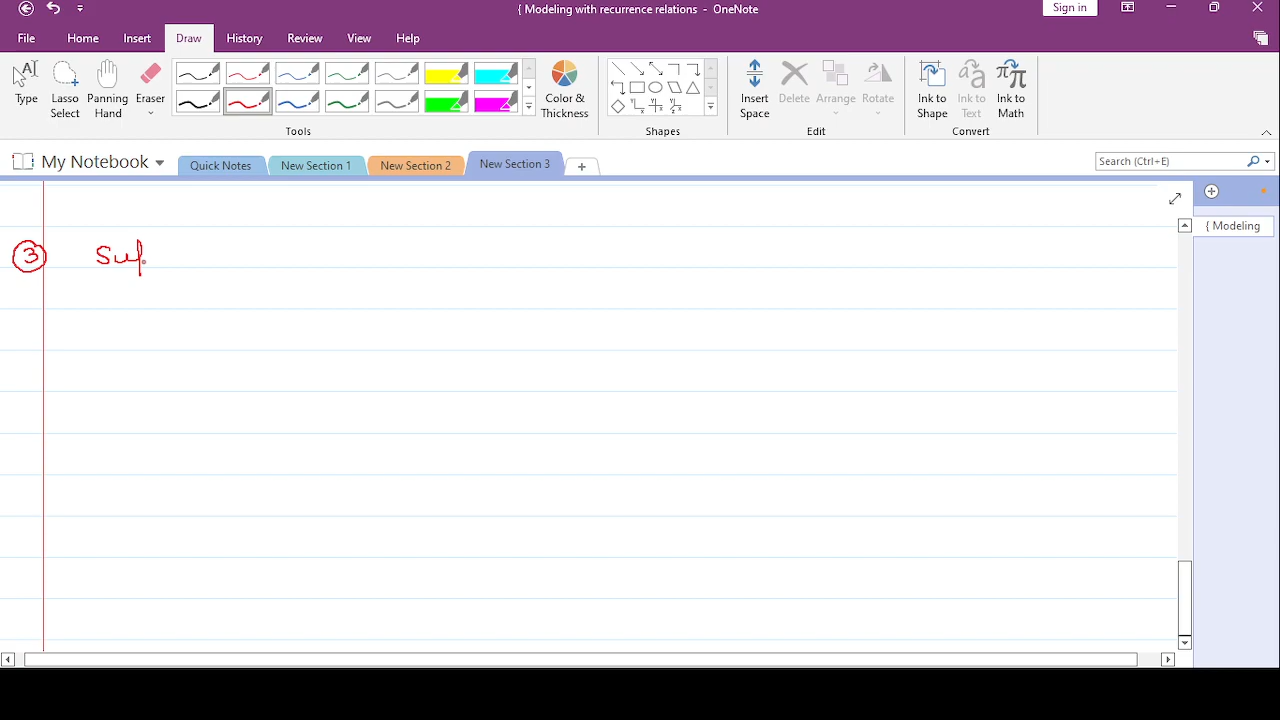 { Modeling with recurrence relations - OneNote
Sign in
File Home Insert Draw History Review View Help
Type
Lasso Select
Panning Hand
Eraser
Color & Thickness
Insert Space
Delete
Arrange
Rotate
Ink to Shape
Ink to Text
Ink to Math
Tools
Shapes
Edit
Convert
My Notebook
Quick Notes
New Section 1
New Section 2
New Section 3
Search (Ctrl+E)
{ Modeling
3